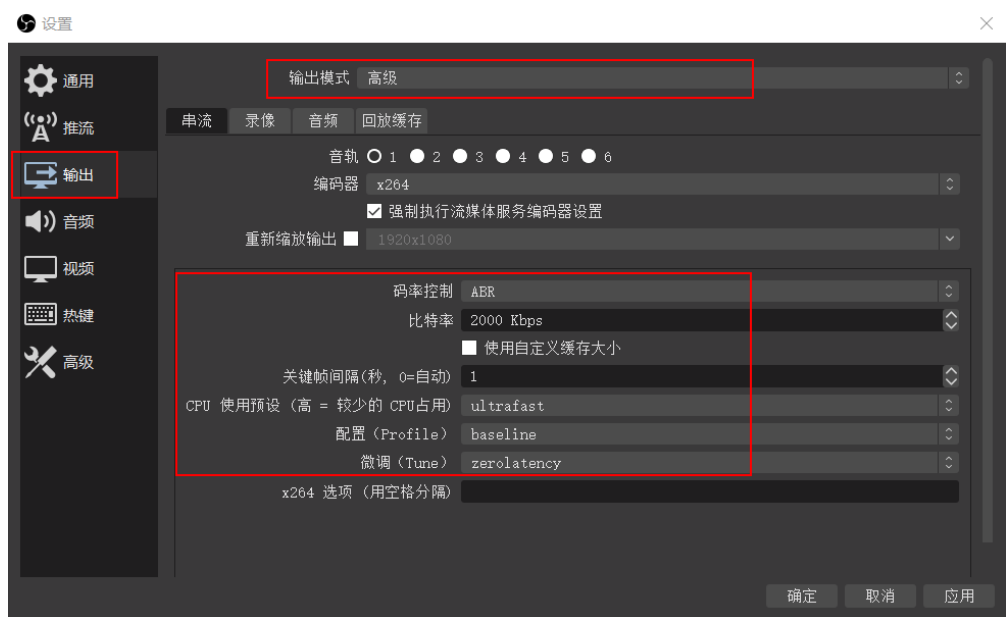 设置
通用
推流
输出
音频
视频
热键
高级
输出模式 高级
串流 录像 音频 回放缓存
音轨 1 2 3 4 5 6
编码器 x264
强制执行流媒体服务编码器设置
重新缩放输出 1920x1080
码率控制 ABR
比特率 2000 Kbps
使用自定义缓存大小
关键帧间隔(秒, 0=自动) 1
CPU 使用预设 (高 = 较少的 CPU占用) ultrafast
配置 (Profile) baseline
微调 (Tune) zerolatency
x264 选项 (用空格分隔)
确定 取消 应用